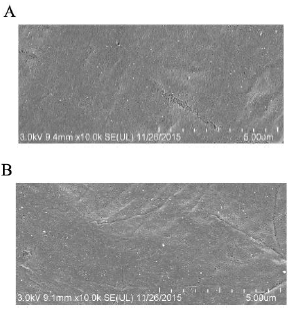 A
3.0kV 9.4mm x10.0k SE(UL) 11/26/2015 5.00um
B
3.0kV 9.1mm x10.0k SE(UL) 11/26/2015 5.00um